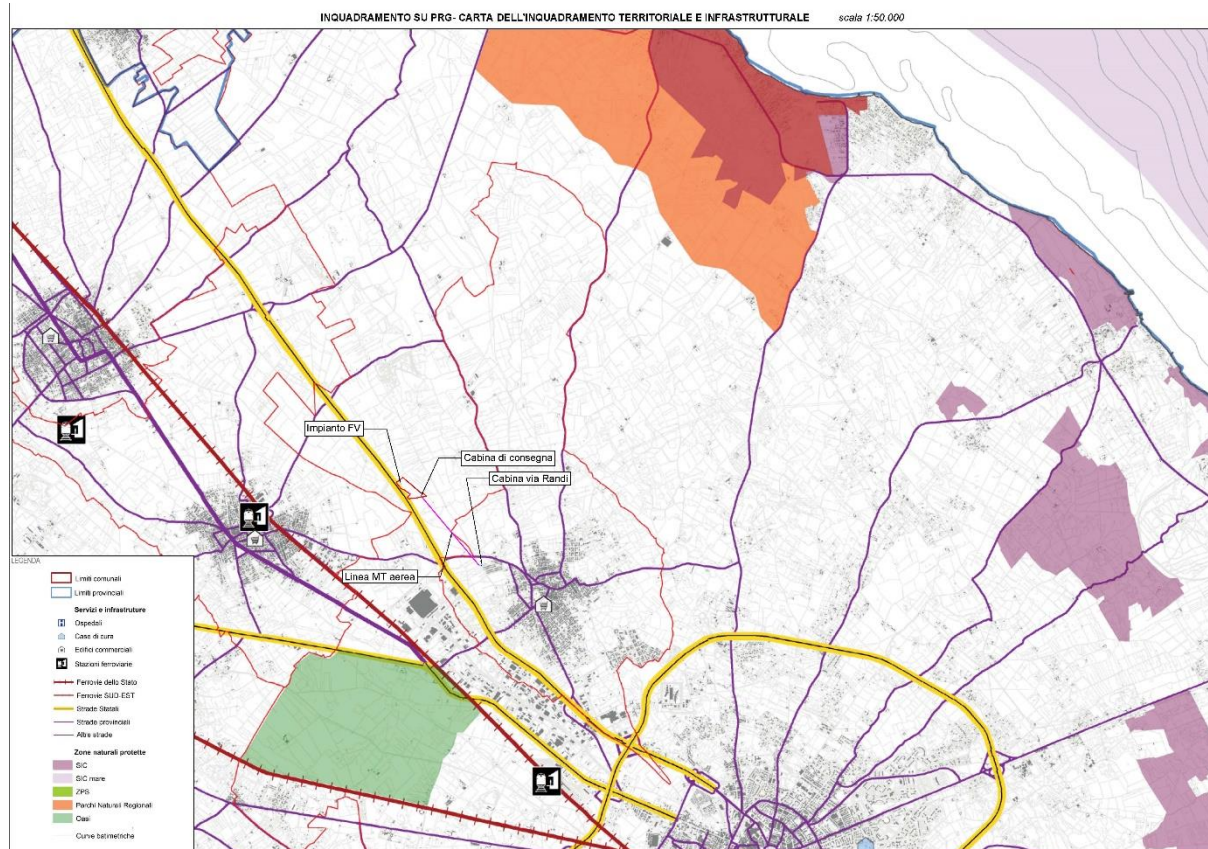 INQUADRAMENTO SU PRG- CARTA DELL'INQUADRAMENTO TERRITORIALE E INFRASTRUTTURALE scala 1:50.000
Impianto FV
Cabina di consegna
Cabina via Randi
Linea MT aerea
LEGENDA
Limiti comunali
Limiti provinciali
Servizi e infrastruture
Ospedali
Case di cura
Edifici commerciali
Stazioni ferroviarie
Ferrovie dello Stato
Ferrovie SUD-EST
Strade Statali
Strade provinciali
Altre strade
Zone naturali protette
SIC
SIC mare
ZPS
Parchi Naturali Regionali
Oasi
Curve batimetriche